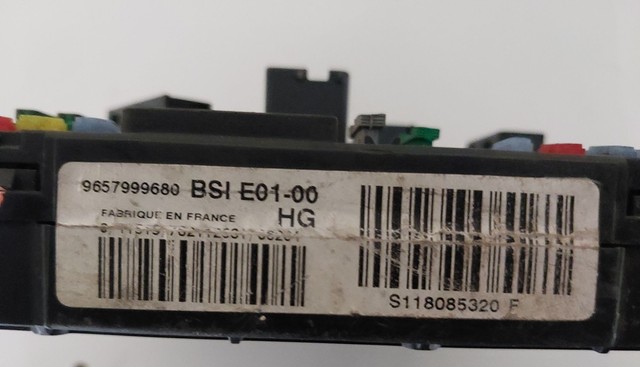 9657999680 BSI E01-00
FABRIQUE EN FRANCE HG
S118085320 F